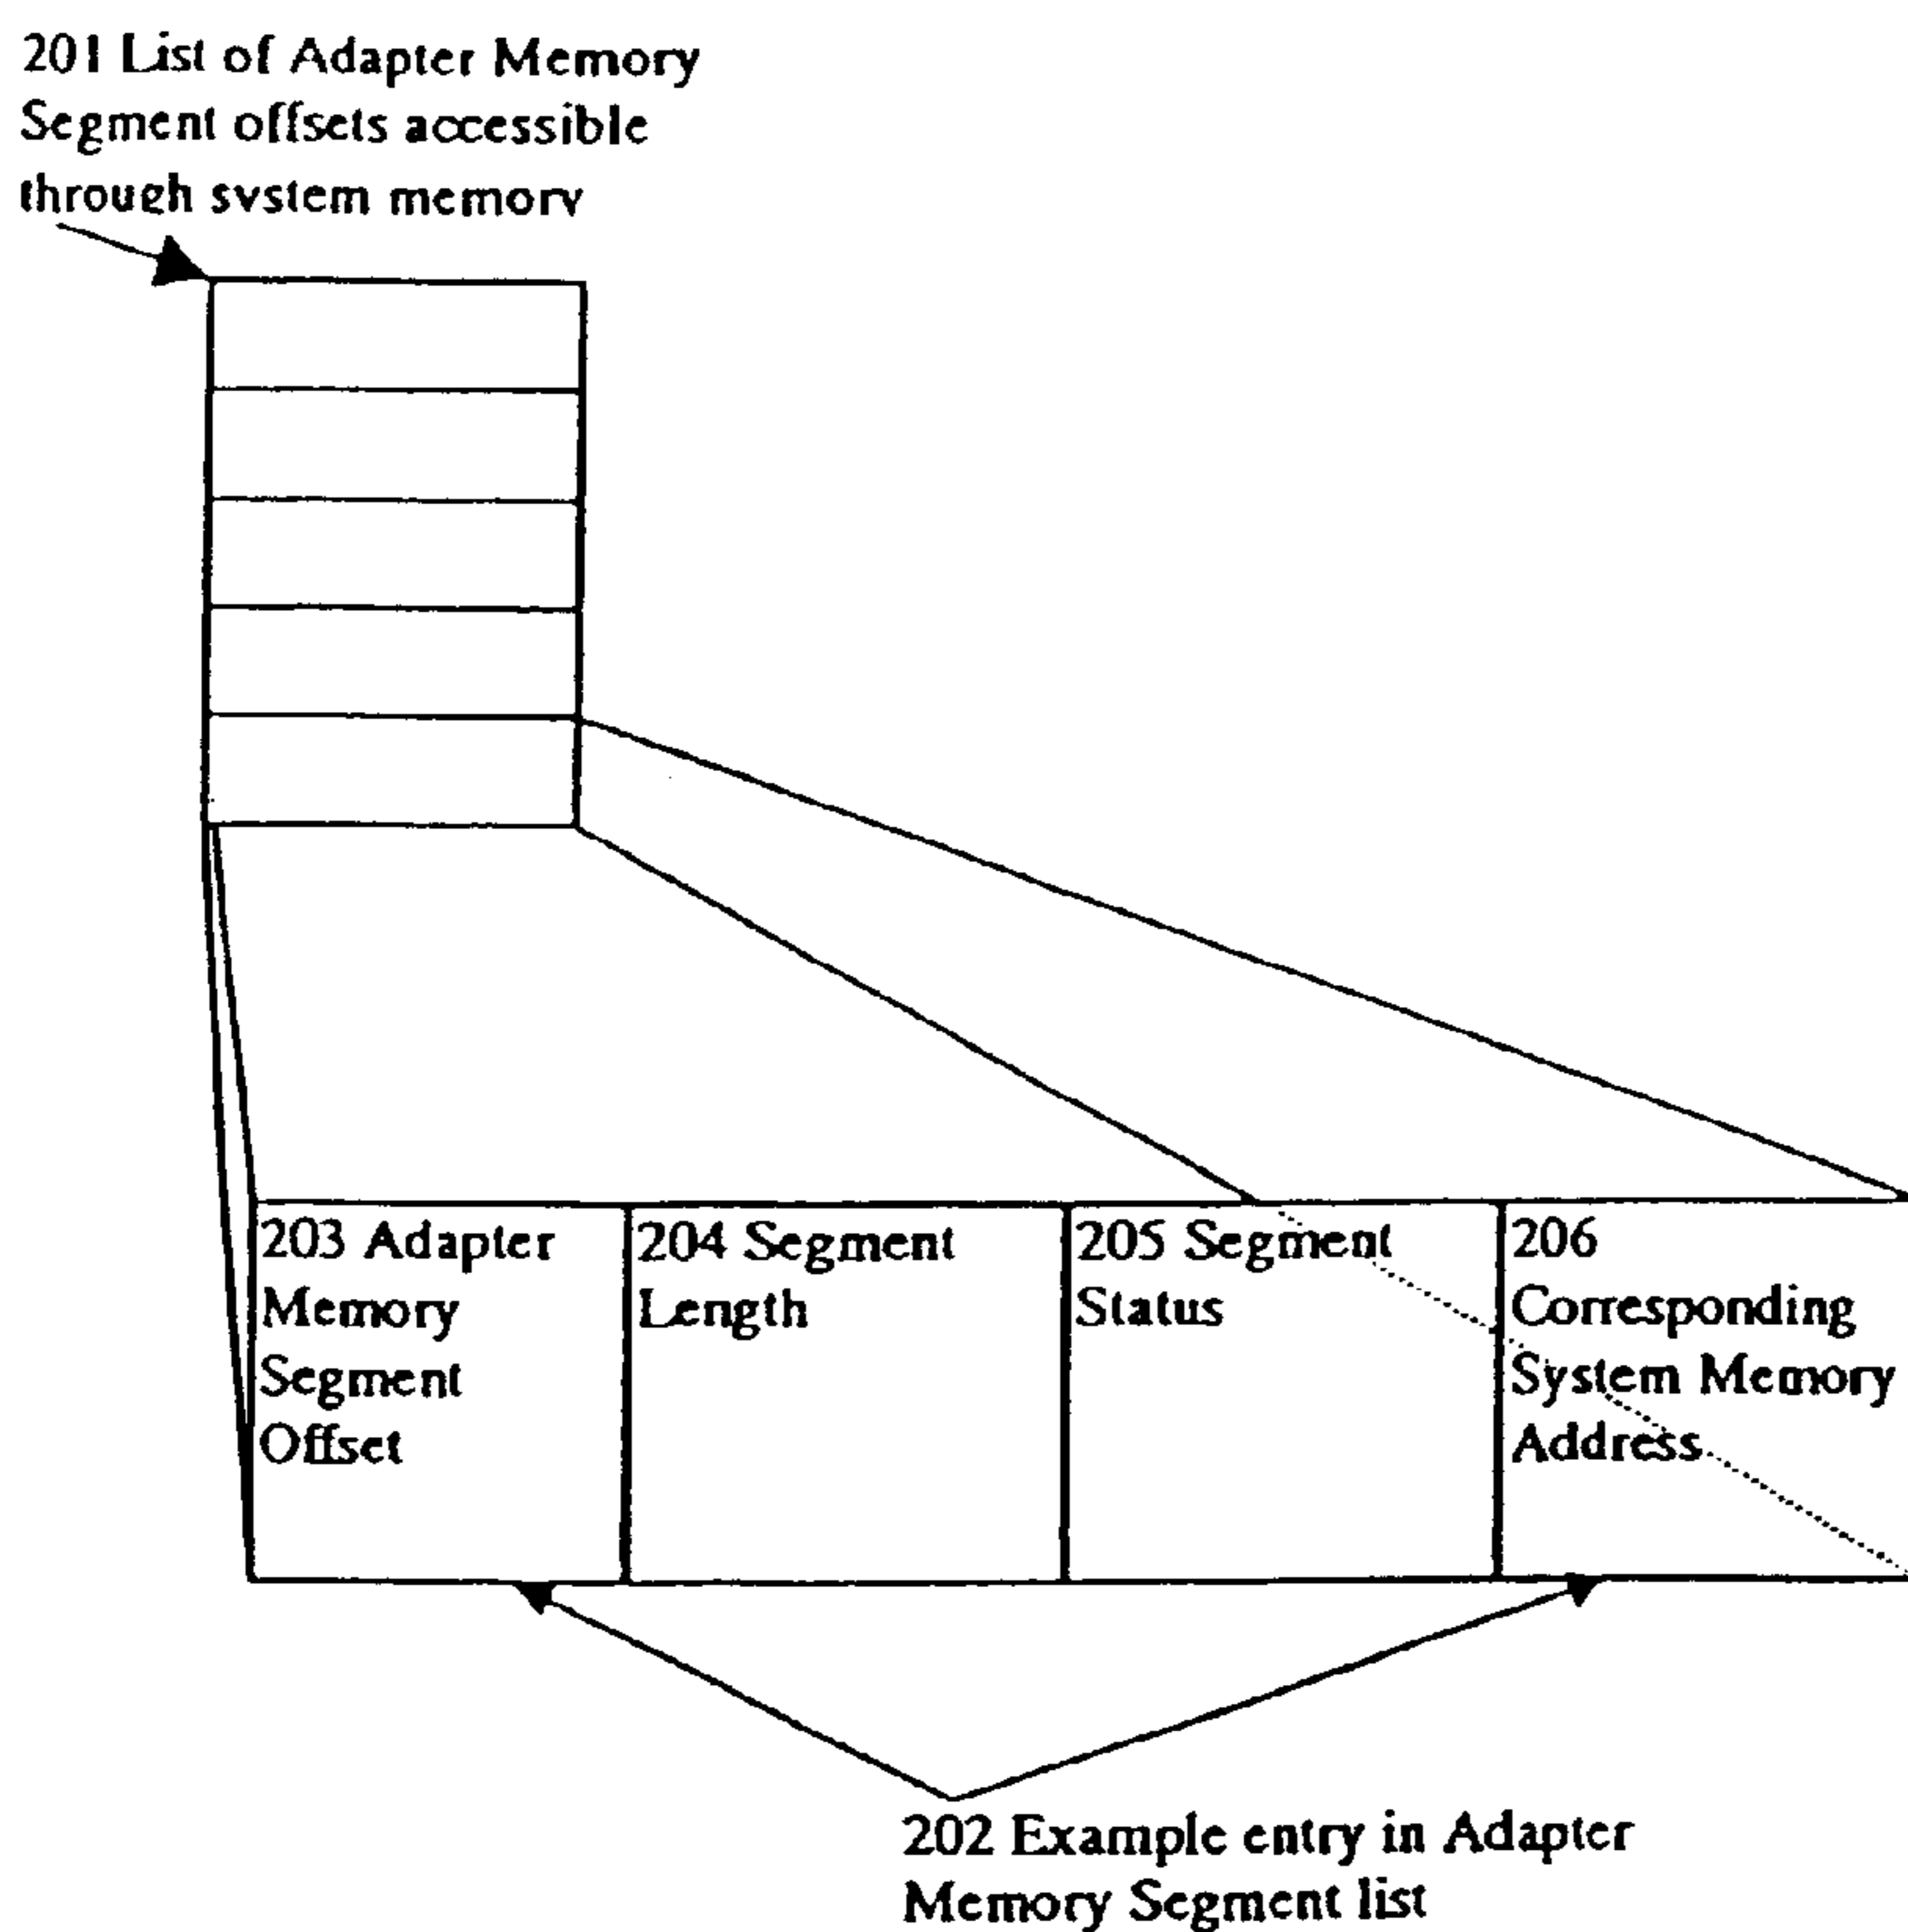 201 List of Adapter Memory
Segment offsets accessible
through system memory
203 Adapter
Memory
Segment
Offset
204 Segment
Length
205 Segment
Status
206
Corresponding
System Memory
Address
202 Example entry in Adapter
Memory Segment list